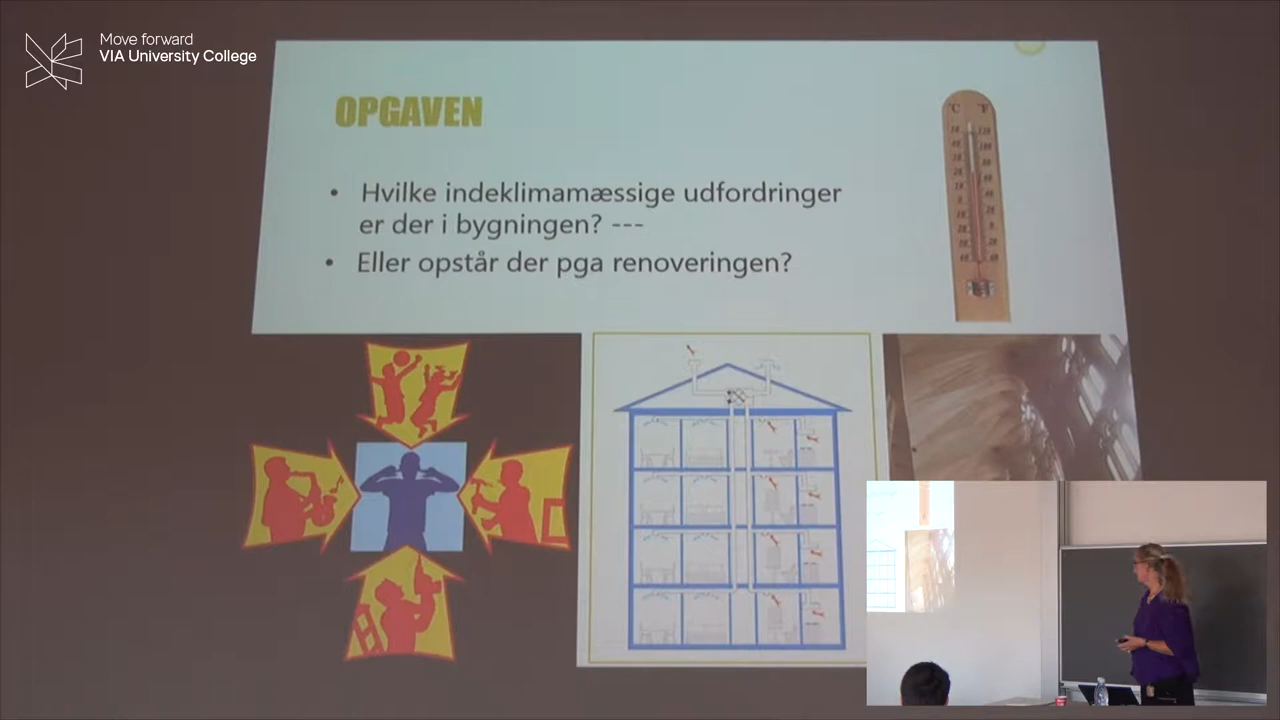 Move forward
VIA University College
OPGAVEN
• Hvilke indeklimamæssige udfordringer
er der i bygningen? ---
• Eller opstår der pga renoveringen?
°C °F